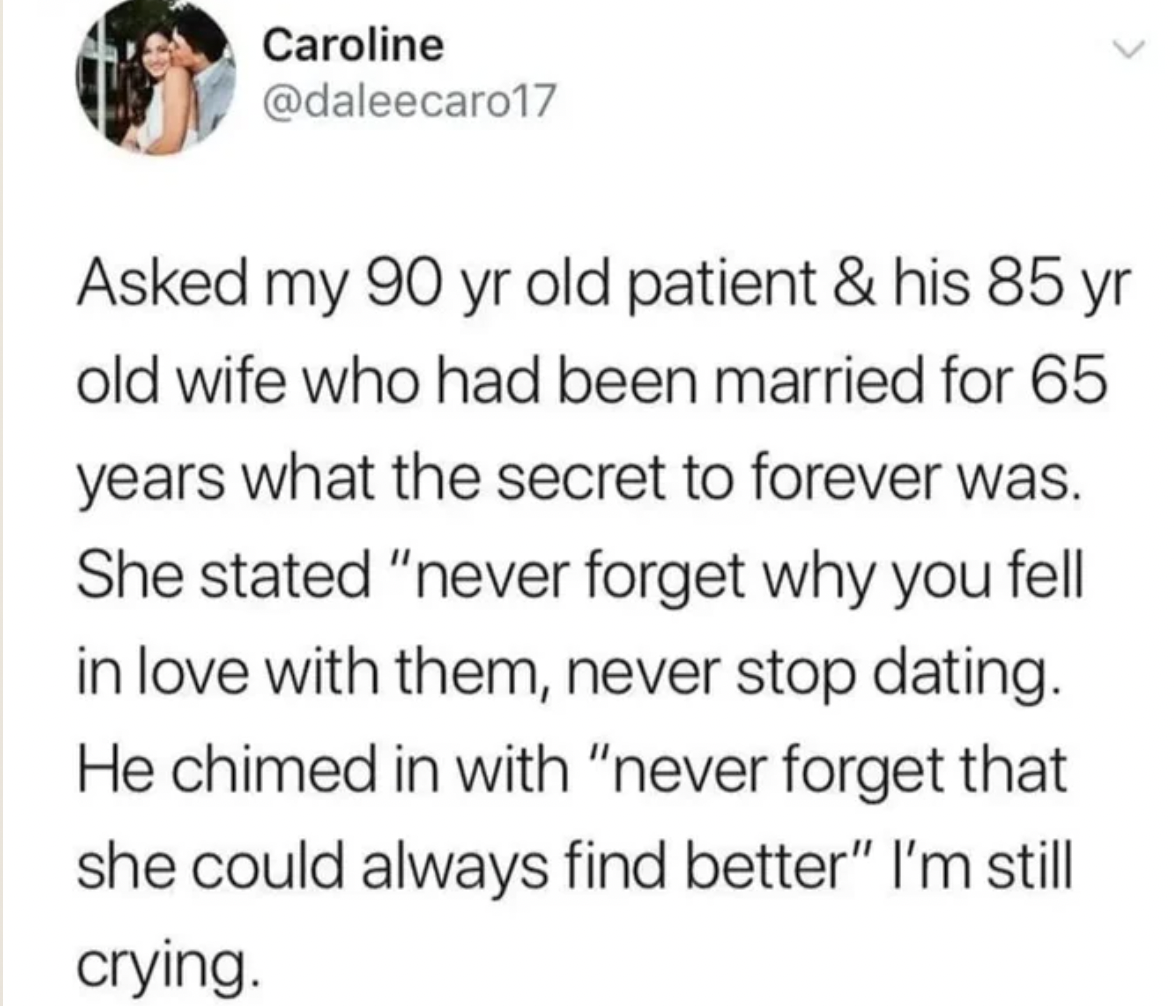 Caroline
@daleecaro17
Asked my 90 yr old patient & his 85 yr
old wife who had been married for 65
years what the secret to forever was.
She stated "never forget why you fell
in love with them, never stop dating.
He chimed in with "never forget that
she could always find better" I'm still
crying.